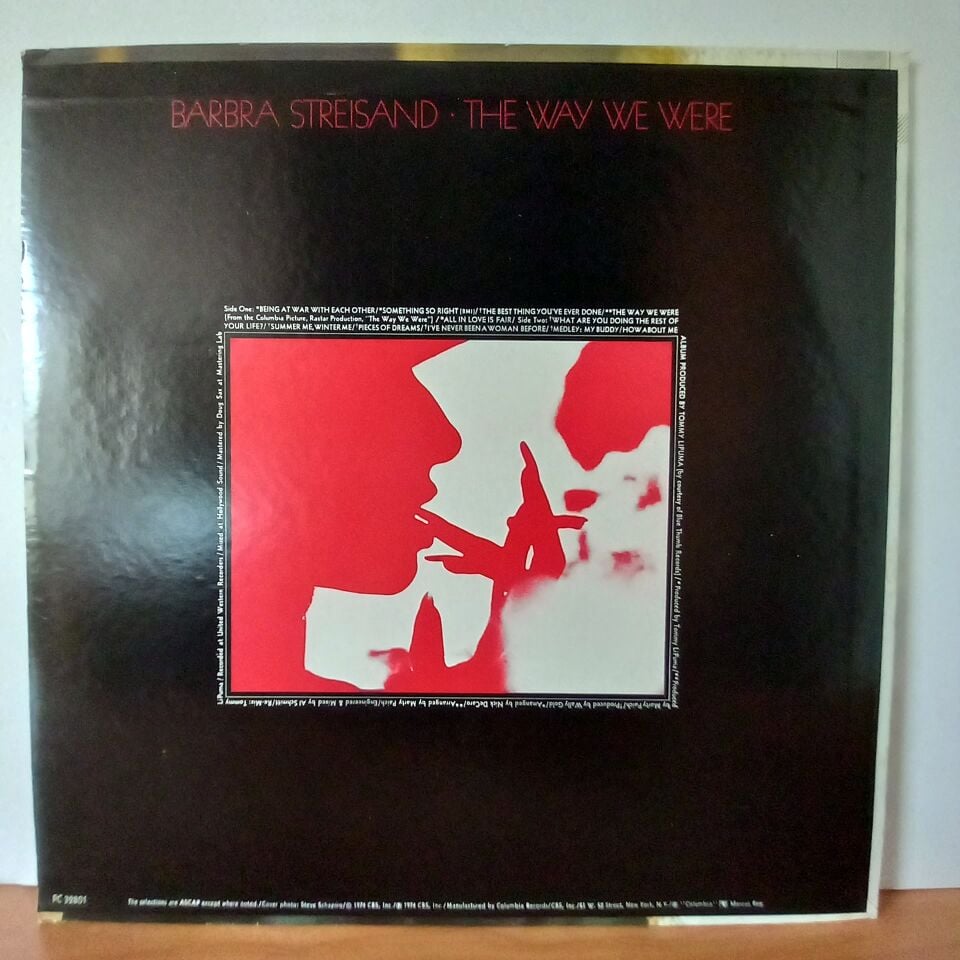 BARBRA STREISAND · THE WAY WE WERE
Side One: *BEING AT WAR WITH EACH OTHER/*SOMETHING SO RIGHT (BMI)/†THE BEST THING YOU'VE EVER DONE/**THE WAY WE WERE
(From the Columbia Picture, Rastar Production, "The Way We Were") /*ALL IN LOVE IS FAIR/ Side Two: †WHAT ARE YOU DOING THE REST OF
YOUR LIFE?/ †SUMMER ME, WINTER ME/ †PIECES OF DREAMS/ †I'VE NEVER BEEN A WOMAN BEFORE/ †MEDLEY: MY BUDDY/HOW ABOUT ME
ALBUM PRODUCED BY TOMMY LIPUMA (by courtesy of Blue Thumb Records) / * Produced by Tommy LiPuma/ ** Produced
by Marty Paich/ †Produced by Wally Gold/ *Arranged by Nick DeCaro/ **Arranged by Marty Paich/Engineered & Mixed by Al Schmitt/Re-Mix: Tommy
LiPuma / Recorded at United Western Recorders / Mixed at Hollywood Sound / Mastered by Doug Sax at Mastering Lab
PC 32801
The selections are ASCAP except where noted./Cover photo: Steve Schapiro/© 1974 CBS, Inc./℗ 1974 CBS, Inc./Manufactured by Columbia Records/CBS, Inc./51 W. 52 Street, New York, N.Y./® "Columbia," Marcas Reg.